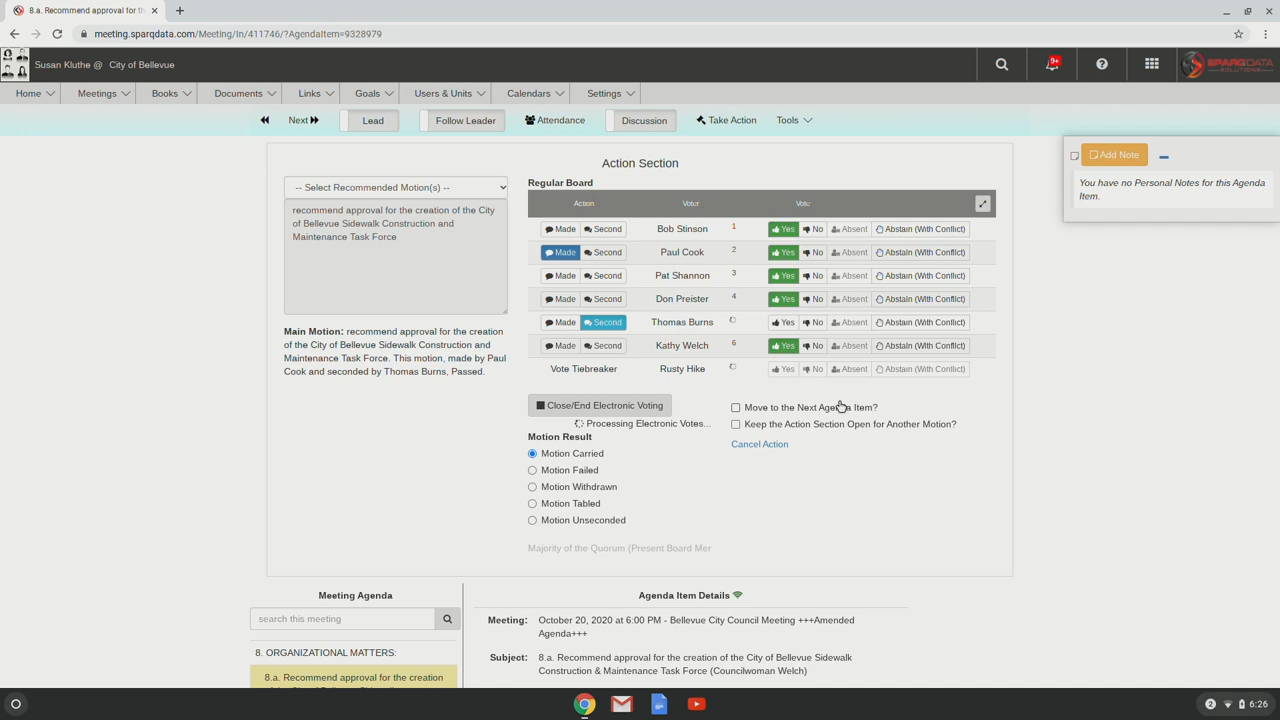 8.a. Recommend approval for th
meeting.sparqdata.com/Meeting/In/411746/?AgendaItem=9328979
Susan Kluthe @ City of Bellevue
9+
SPARQDATA
SOLUTIONS
Home Meetings Books Documents Links Goals Users & Units Calendars Settings
Next Lead Follow Leader Attendance Discussion Take Action Tools
Add Note
You have no Personal Notes for this Agenda
Item.
Action Section
-- Select Recommended Motion(s) --
recommend approval for the creation of the City
of Bellevue Sidewalk Construction and
Maintenance Task Force
Main Motion: recommend approval for the creation
of the City of Bellevue Sidewalk Construction and
Maintenance Task Force. This motion, made by Paul
Cook and seconded by Thomas Burns, Passed.
Regular Board
Action Voter Vote
Made Second Bob Stinson 1 Yes No Absent Abstain (With Conflict)
Made Second Paul Cook 2 Yes No Absent Abstain (With Conflict)
Made Second Pat Shannon 3 Yes No Absent Abstain (With Conflict)
Made Second Don Preister 4 Yes No Absent Abstain (With Conflict)
Made Second Thomas Burns Yes No Absent Abstain (With Conflict)
Made Second Kathy Welch 6 Yes No Absent Abstain (With Conflict)
Vote Tiebreaker Rusty Hike Yes No Absent Abstain (With Conflict)
Close/End Electronic Voting
Processing Electronic Votes...
Move to the Next Agenda Item?
Keep the Action Section Open for Another Motion?
Cancel Action
Motion Result
Motion Carried
Motion Failed
Motion Withdrawn
Motion Tabled
Motion Unseconded
Majority of the Quorum (Present Board Mer
Meeting Agenda
search this meeting
8. ORGANIZATIONAL MATTERS:
8.a. Recommend approval for the creation
Agenda Item Details
Meeting: October 20, 2020 at 6:00 PM - Bellevue City Council Meeting +++Amended
Agenda+++
Subject: 8.a. Recommend approval for the creation of the City of Bellevue Sidewalk
Construction & Maintenance Task Force (Councilwoman Welch)
2 6:26